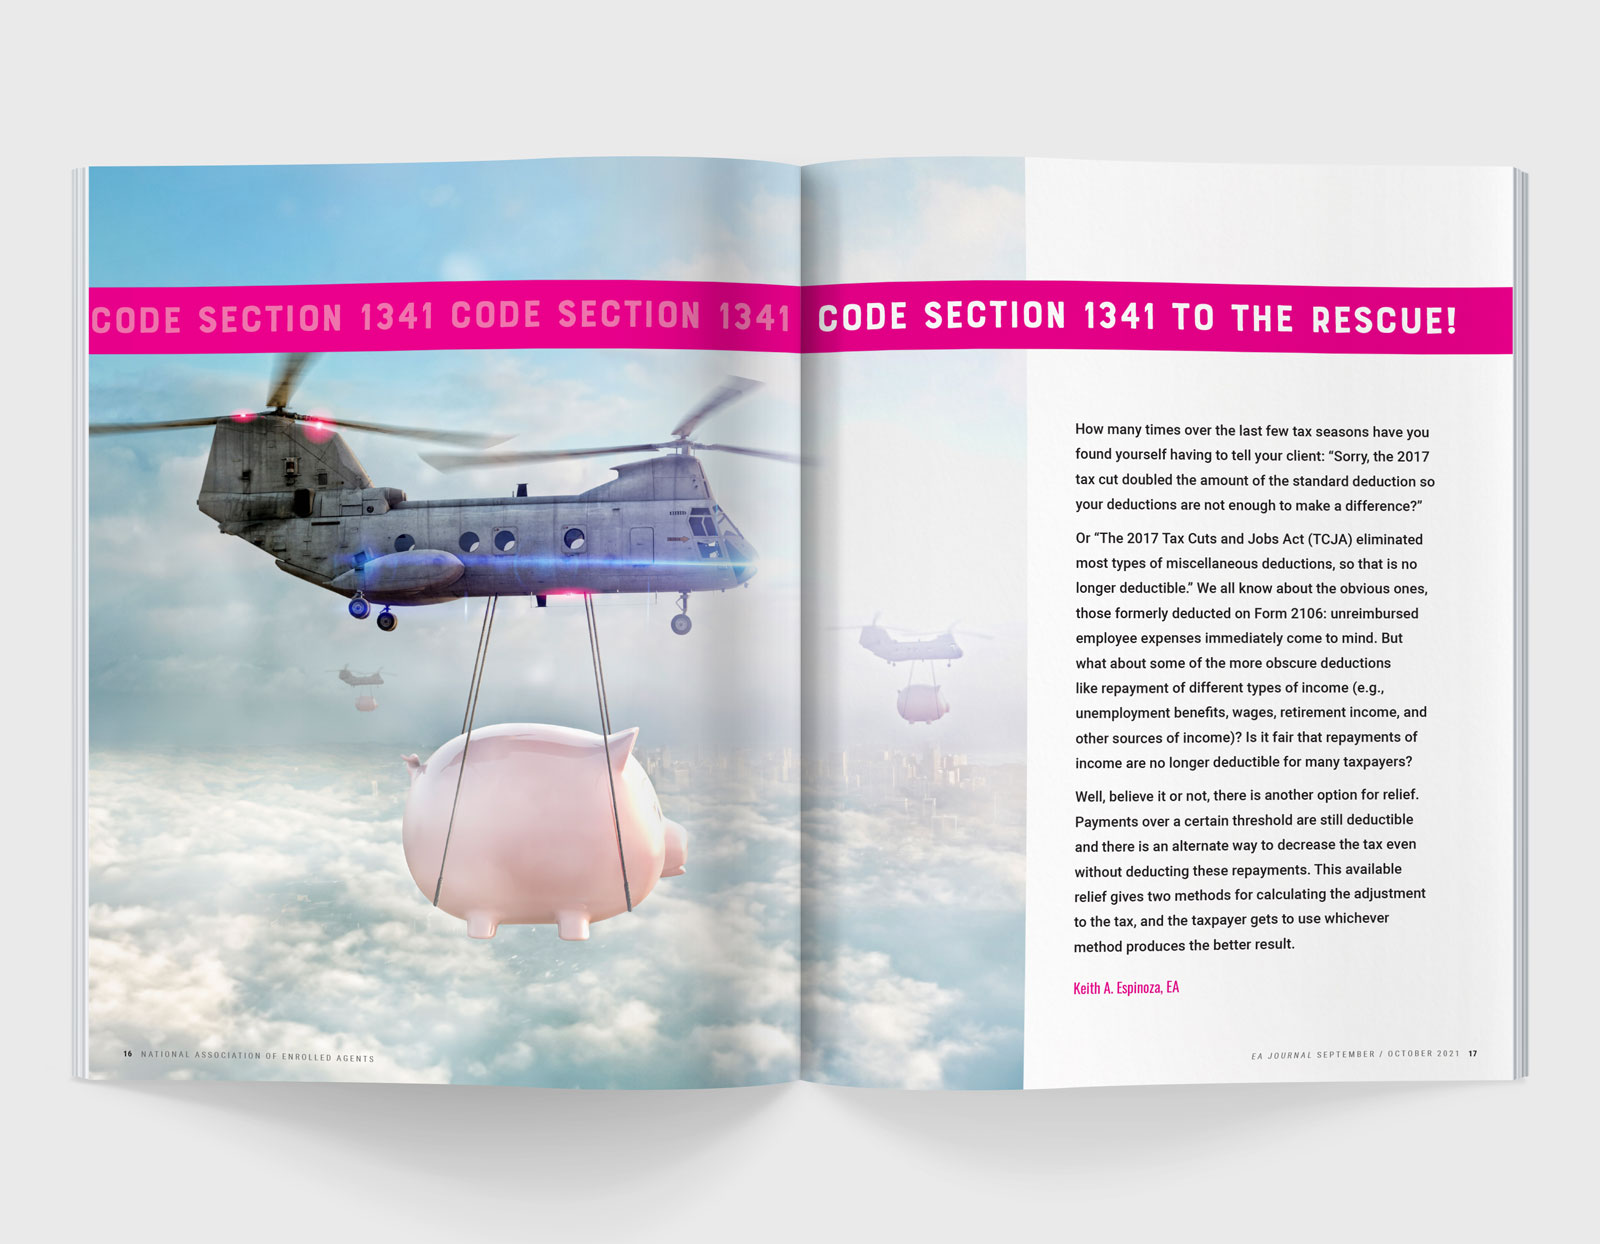 CODE SECTION 1341 CODE SECTION 1341 CODE SECTION 1341 TO THE RESCUE!
How many times over the last few tax seasons have you
found yourself having to tell your client: “Sorry, the 2017
tax cut doubled the amount of the standard deduction so
your deductions are not enough to make a difference?”
Or “The 2017 Tax Cuts and Jobs Act (TCJA) eliminated
most types of miscellaneous deductions, so that is no
longer deductible.” We all know about the obvious ones,
those formerly deducted on Form 2106: unreimbursed
employee expenses immediately come to mind. But
what about some of the more obscure deductions
like repayment of different types of income (e.g.,
unemployment benefits, wages, retirement income, and
other sources of income)? Is it fair that repayments of
income are no longer deductible for many taxpayers?
Well, believe it or not, there is another option for relief.
Payments over a certain threshold are still deductible
and there is an alternate way to decrease the tax even
without deducting these repayments. This available
relief gives two methods for calculating the adjustment
to the tax, and the taxpayer gets to use whichever
method produces the better result.
Keith A. Espinoza, EA
16 NATIONAL ASSOCIATION OF ENROLLED AGENTS
EA JOURNAL SEPTEMBER / OCTOBER 2021 17